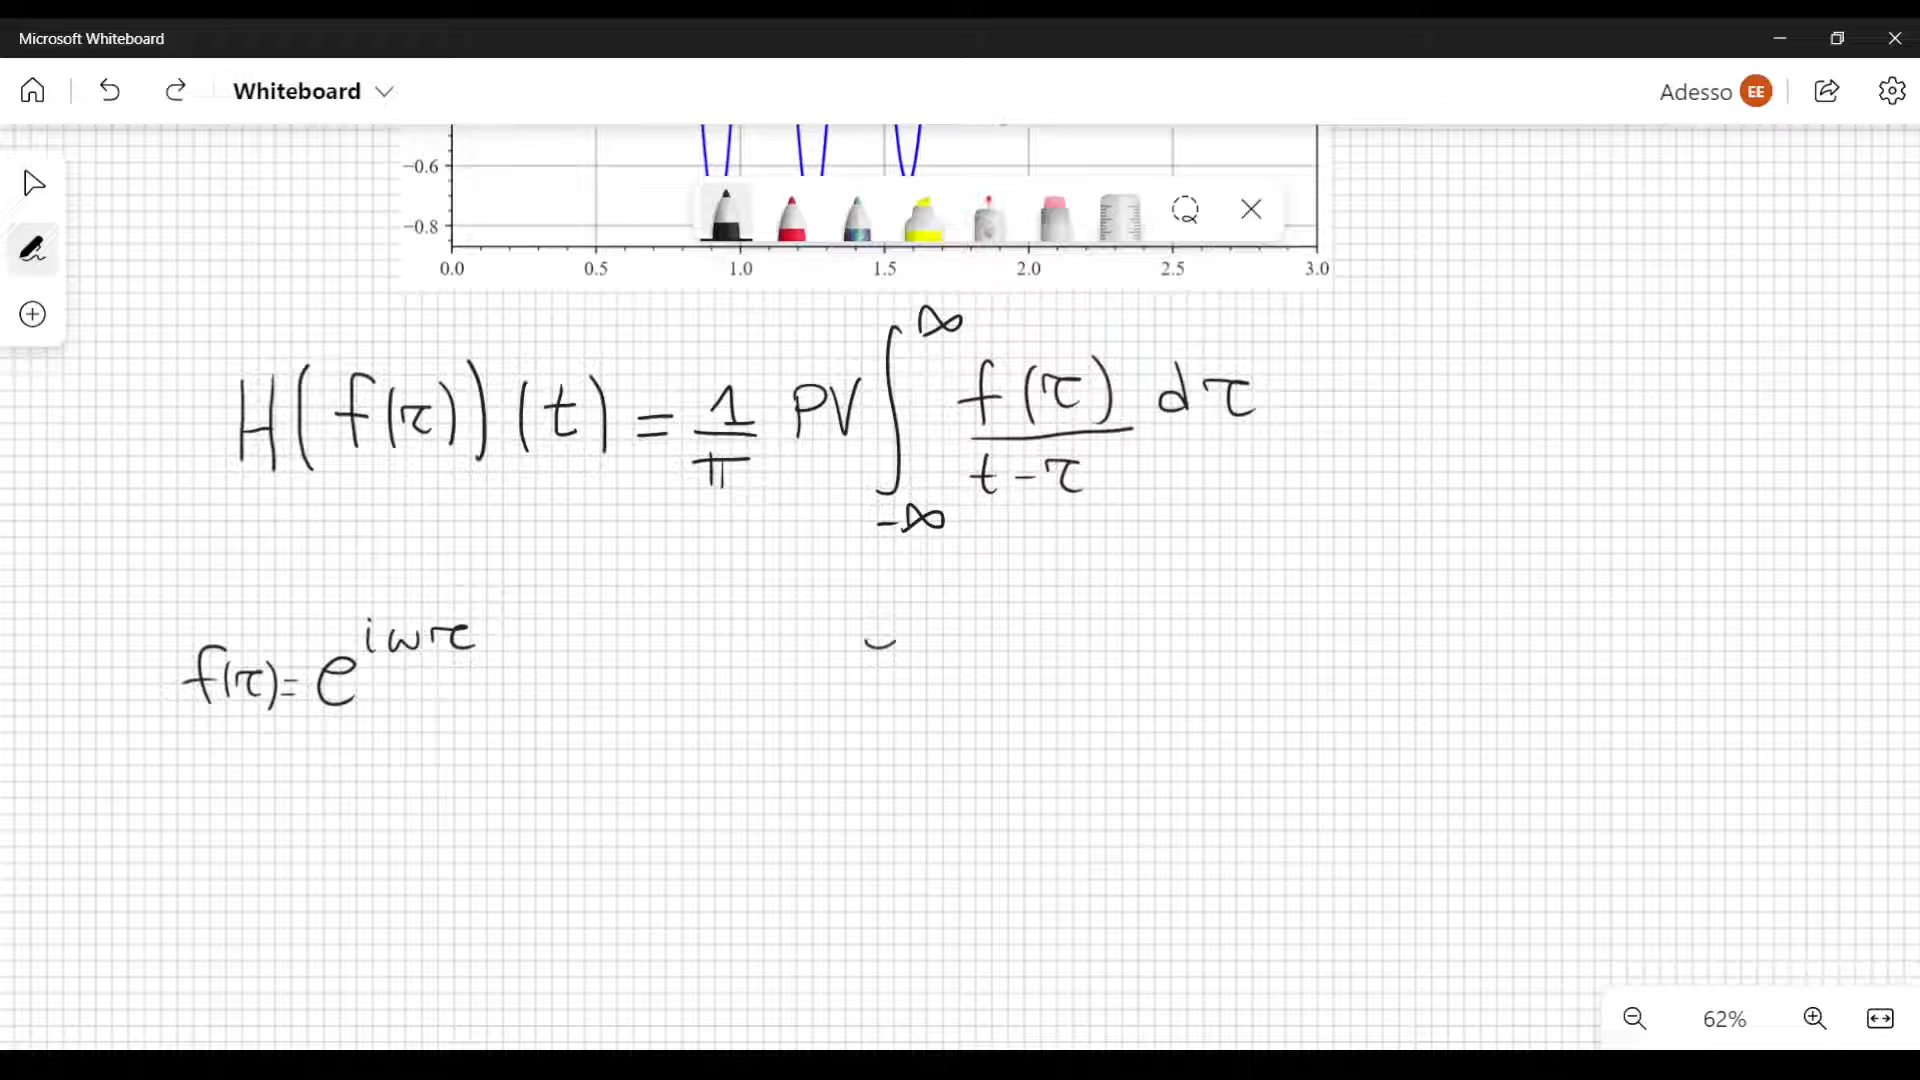 Microsoft Whiteboard
Whiteboard
Adesso EE
−0.6
−0.8
0.0 0.5 1.0 1.5 2.0 2.5 3.0
H(f(τ))(t) = 1/π PV ∫_{-∞}^{∞} f(τ)/(t-τ) dτ
f(τ)= e^{iωτ}
62%